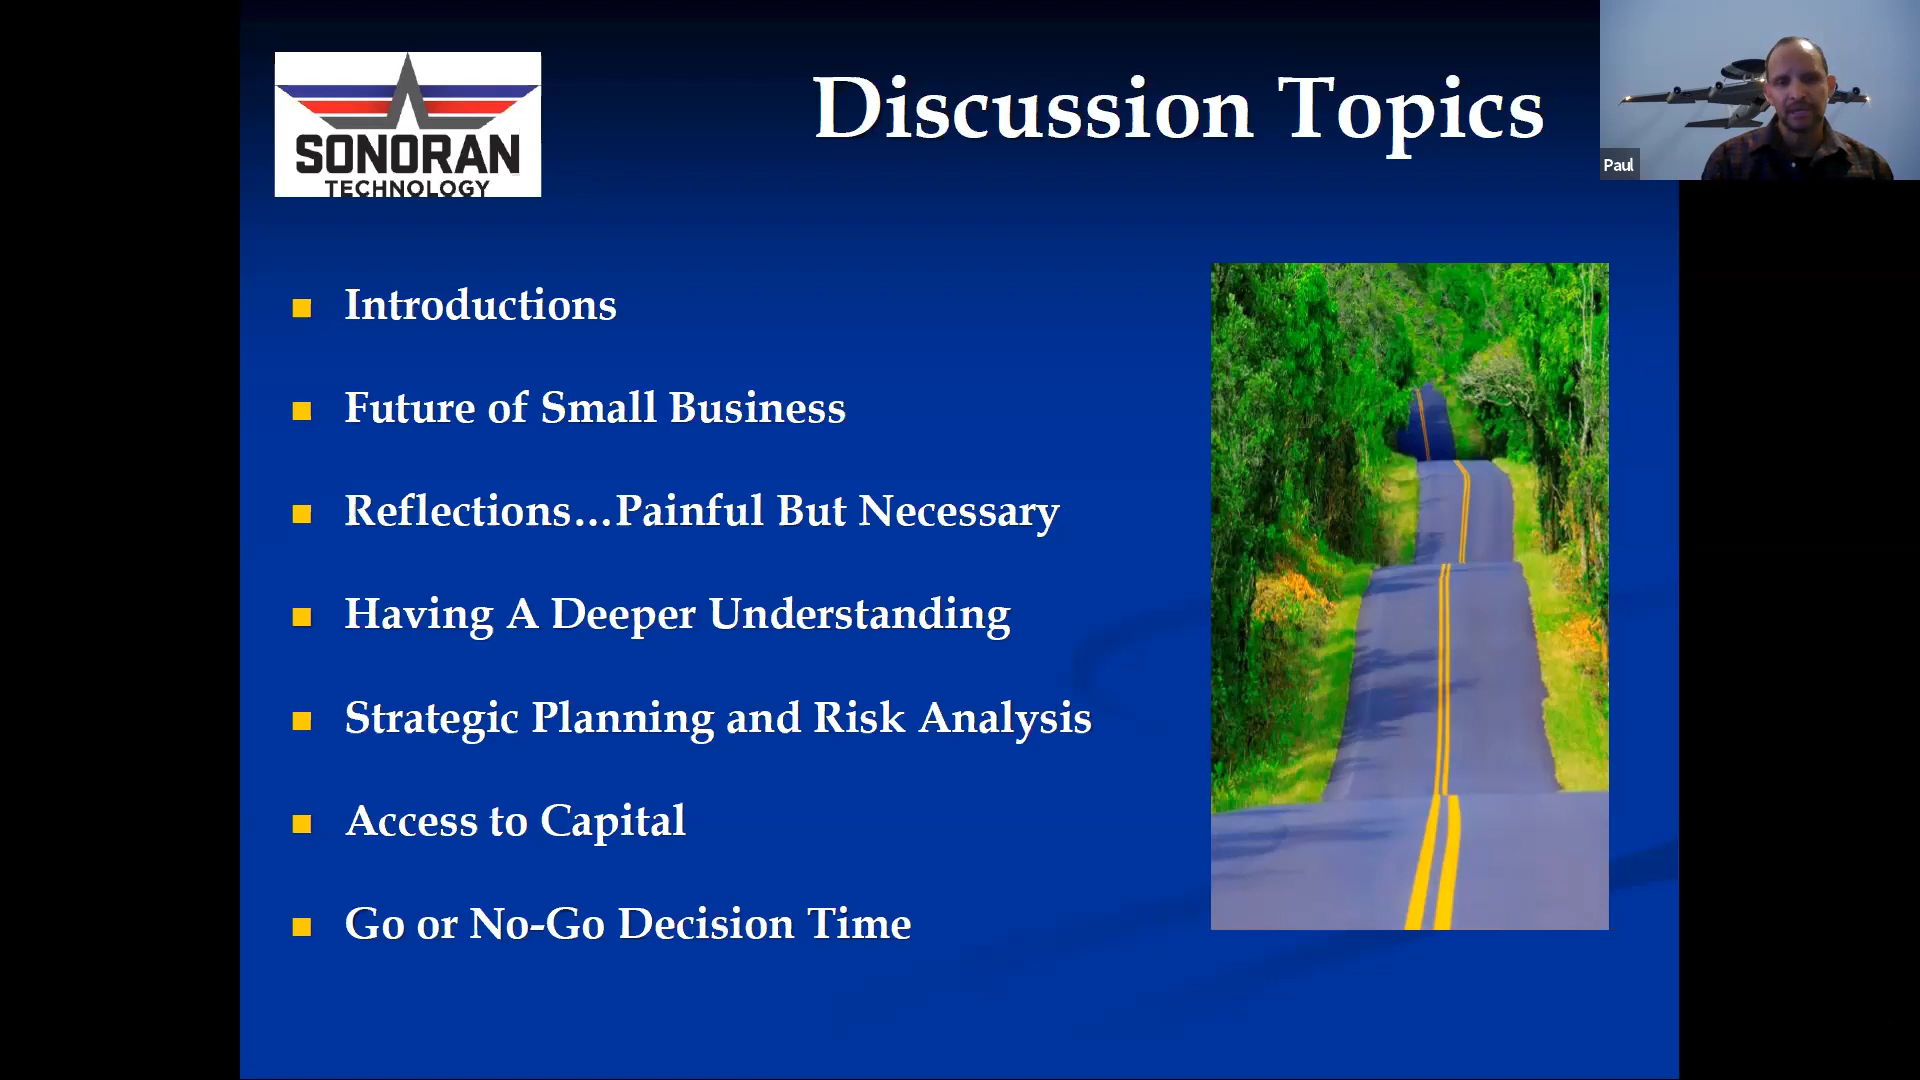 SONORAN
TECHNOLOGY
Discussion Topics
Paul
Introductions
Future of Small Business
Reflections…Painful But Necessary
Having A Deeper Understanding
Strategic Planning and Risk Analysis
Access to Capital
Go or No-Go Decision Time